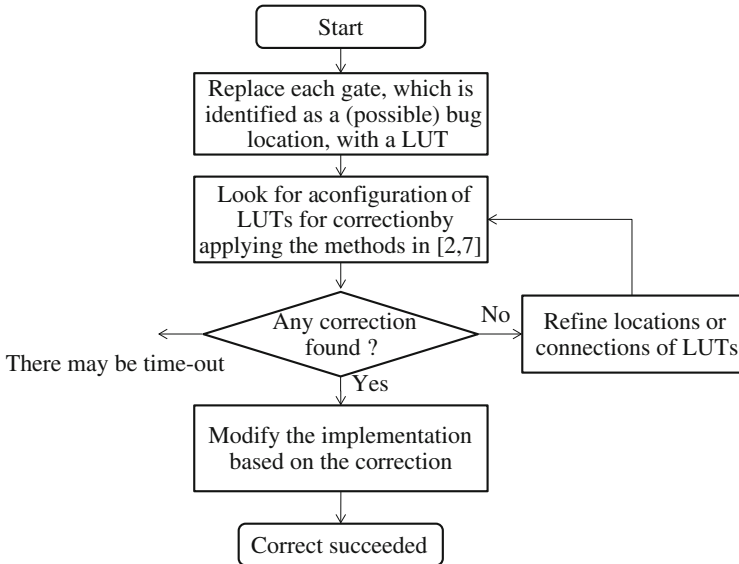 Start
Replace each gate, which is
identified as a (possible) bug
location, with a LUT
Look for aconfiguration of
LUTs for correctionby
applying the methods in [2,7]
Any correction
found ?
No
Refine locations or
connections of LUTs
There may be time-out
Yes
Modify the implementation
based on the correction
Correct succeeded